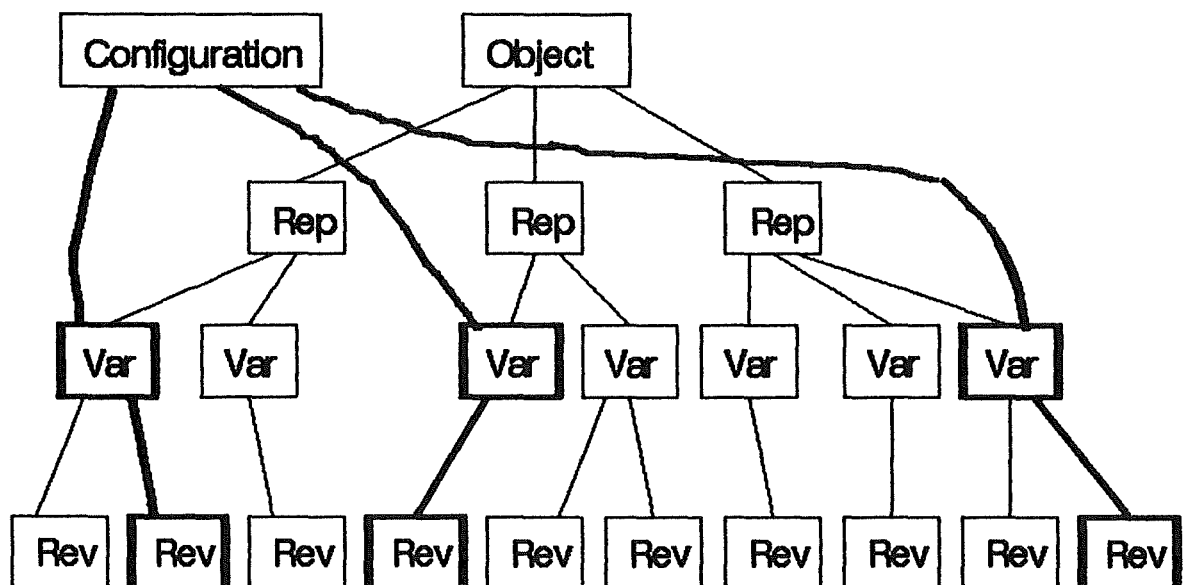 Configuration Object
Rep Rep Rep
Var Var Var Var Var Var Var
Rev Rev Rev Rev Rev Rev Rev Rev Rev Rev